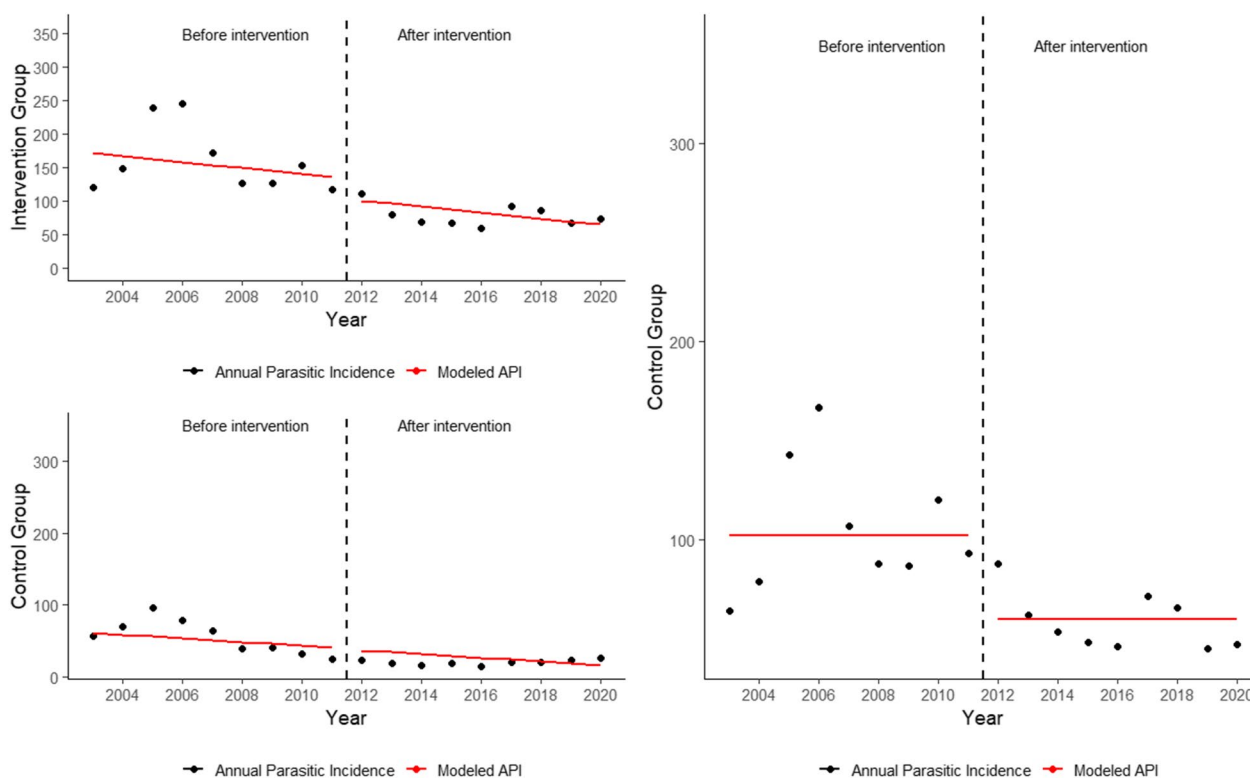 Before intervention After intervention
350
300
250
200
150
100
50
0
Intervention Group
2004 2006 2008 2010 2012 2014 2016 2018 2020
Year
Annual Parasitic Incidence Modeled API
Before intervention After intervention
300
200
100
0
Control Group
2004 2006 2008 2010 2012 2014 2016 2018 2020
Year
Annual Parasitic Incidence Modeled API
Before intervention After intervention
300
200
100
Control Group
2004 2006 2008 2010 2012 2014 2016 2018 2020
Year
Annual Parasitic Incidence Modeled API